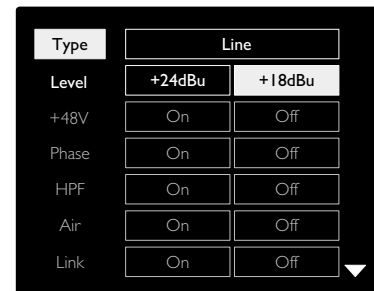 Type Line
Level +24dBu +18dBu
+48V On Off
Phase On Off
HPF On Off
Air On Off
Link On Off